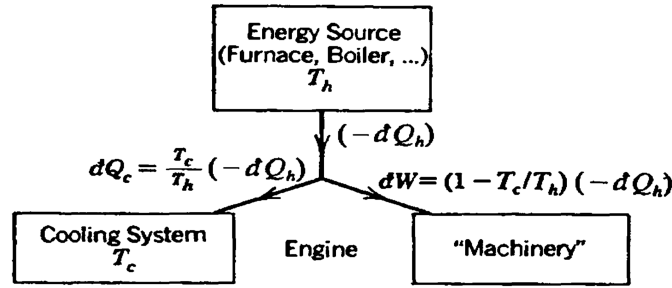 Energy Source
(Furnace, Boiler, ...)
T_h
(−đQ_h)
đQ_c = T_c/T_h (−đQ_h)
đW = (1 − T_c/T_h) (−đQ_h)
Cooling System
T_c
Engine
“Machinery”